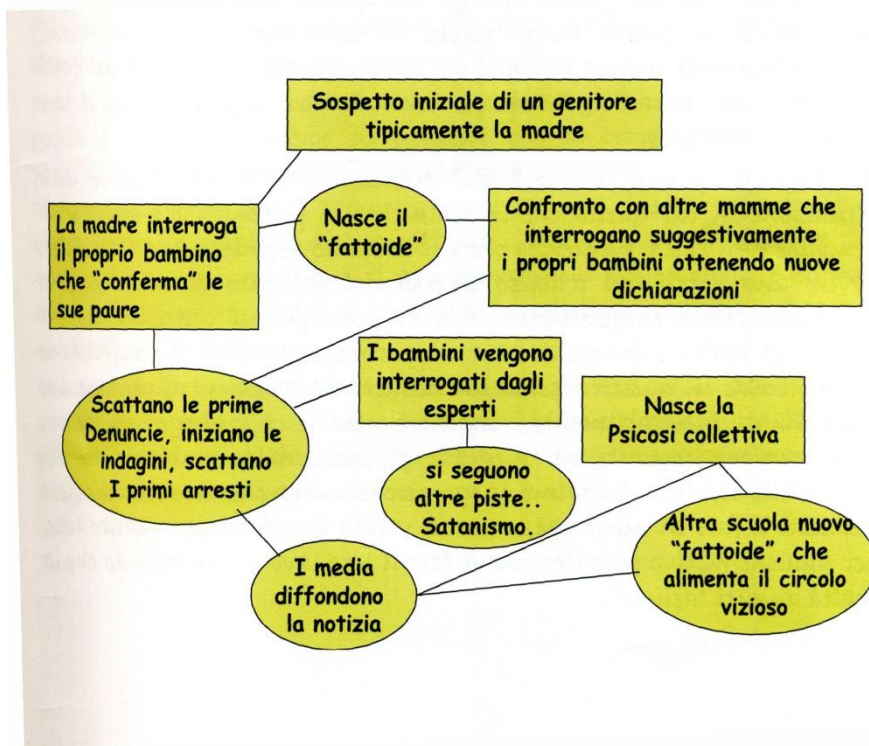 Sospetto iniziale di un genitore
tipicamente la madre
La madre interroga
il proprio bambino
che “conferma” le
sue paure
Nasce il
“fattoide”
Confronto con altre mamme che
interrogano suggestivamente
i propri bambini ottenendo nuove
dichiarazioni
Scattano le prime
Denuncie, iniziano le
indagini, scattano
I primi arresti
I bambini vengono
interrogati dagli
esperti
si seguono
altre piste..
Satanismo.
Nasce la
Psicosi collettiva
I media
diffondono
la notizia
Altra scuola nuovo
“fattoide”, che
alimenta il circolo
vizioso